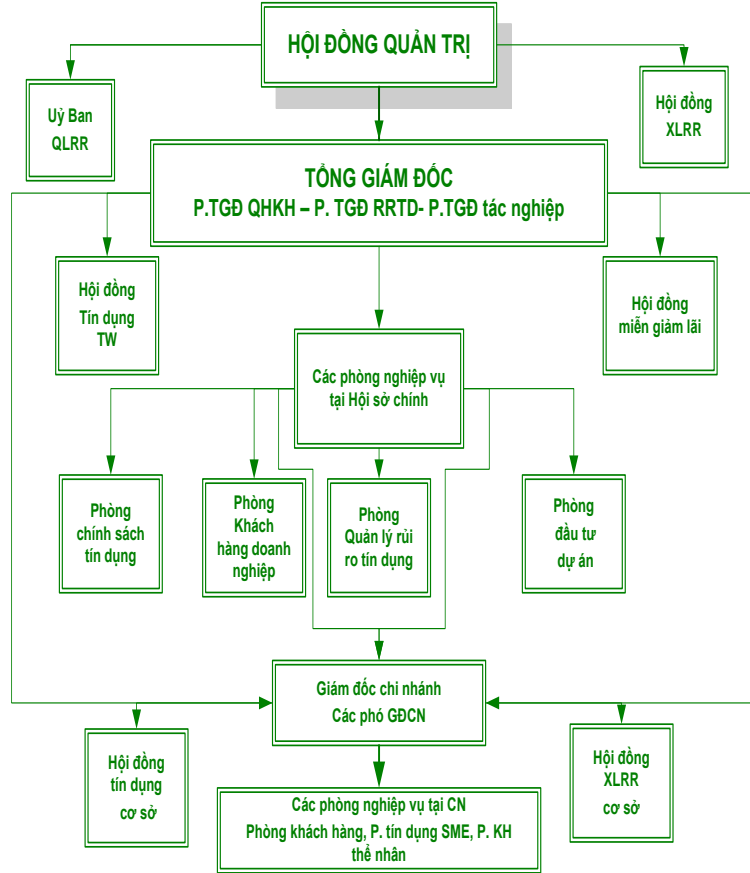 HỘI ĐỒNG QUẢN TRỊ
Uỷ Ban
QLRR
Hội đồng
XLRR
TỔNG GIÁM ĐỐC
P.TGĐ QHKH – P. TGĐ RRTD- P.TGĐ tác nghiệp
Hội đồng
Tín dụng
TW
Hội đồng
miễn giảm lãi
Các phòng nghiệp vụ
tại Hội sở chính
Phòng
chính sách
tín dụng
Phòng
Khách
hàng doanh
nghiệp
Phòng
Quản lý rủi
ro tín dụng
Phòng
đầu tư
dự án
Giám đốc chi nhánh
Các phó GĐCN
Hội đồng
tín dụng
cơ sở
Hội đồng
XLRR
cơ sở
Các phòng nghiệp vụ tại CN
Phòng khách hàng, P. tín dụng SME, P. KH
thể nhân